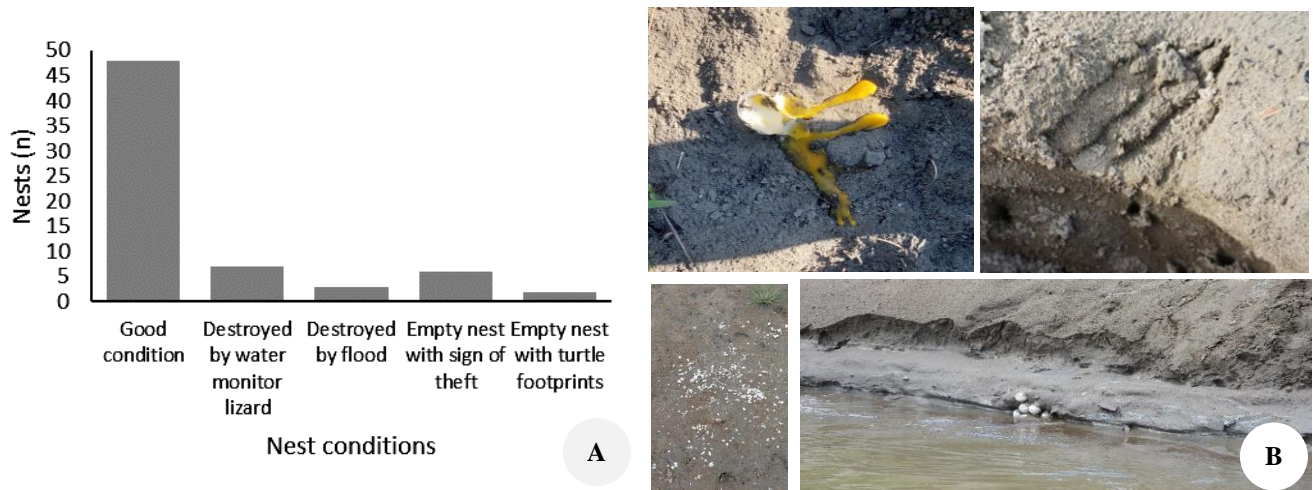 50
45
40
35
30
25
20
15
10
5
0
Nests (n)
Good
condition
Destroyed
by water
monitor
lizard
Destroyed
by flood
Empty nest
with sign of
theft
Empty nest
with turtle
footprints
Nest conditions
A
B